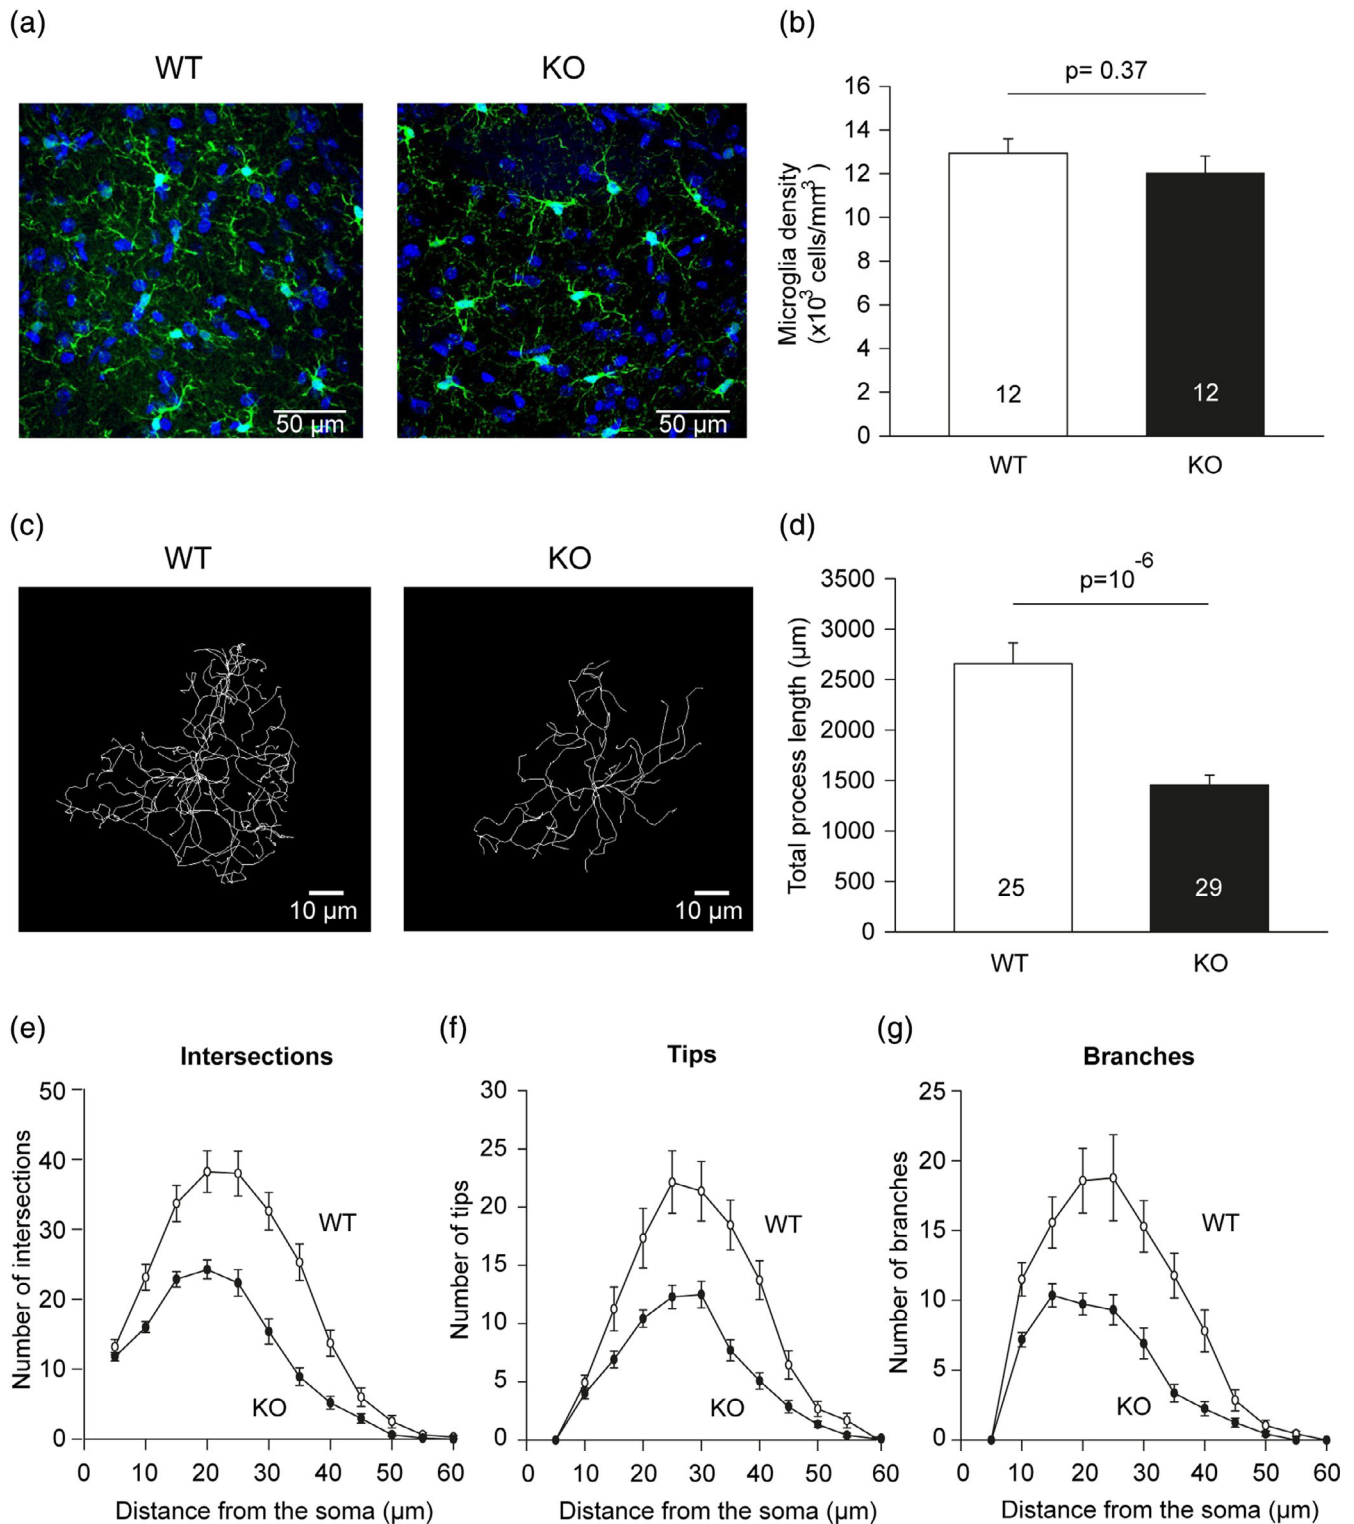 (a)
WT
KO
50 µm
50 µm
(b)
p= 0.37
Microglia density
(x10³ cells/mm³ )
16
14
12
10
8
6
4
2
0
12
12
WT
KO
(c)
WT
KO
10 µm
10 µm
(d)
p=10⁻⁶
Total process length (µm)
3500
3000
2500
2000
1500
1000
500
0
25
29
WT
KO
(e)
Intersections
Number of intersections
50
40
30
20
10
0
WT
KO
0 10 20 30 40 50 60
Distance from the soma (µm)
(f)
Tips
Number of tips
30
25
20
15
10
5
0
WT
KO
0 10 20 30 40 50 60
Distance from the soma (µm)
(g)
Branches
Number of branches
25
20
15
10
5
0
WT
KO
0 10 20 30 40 50 60
Distance from the soma (µm)